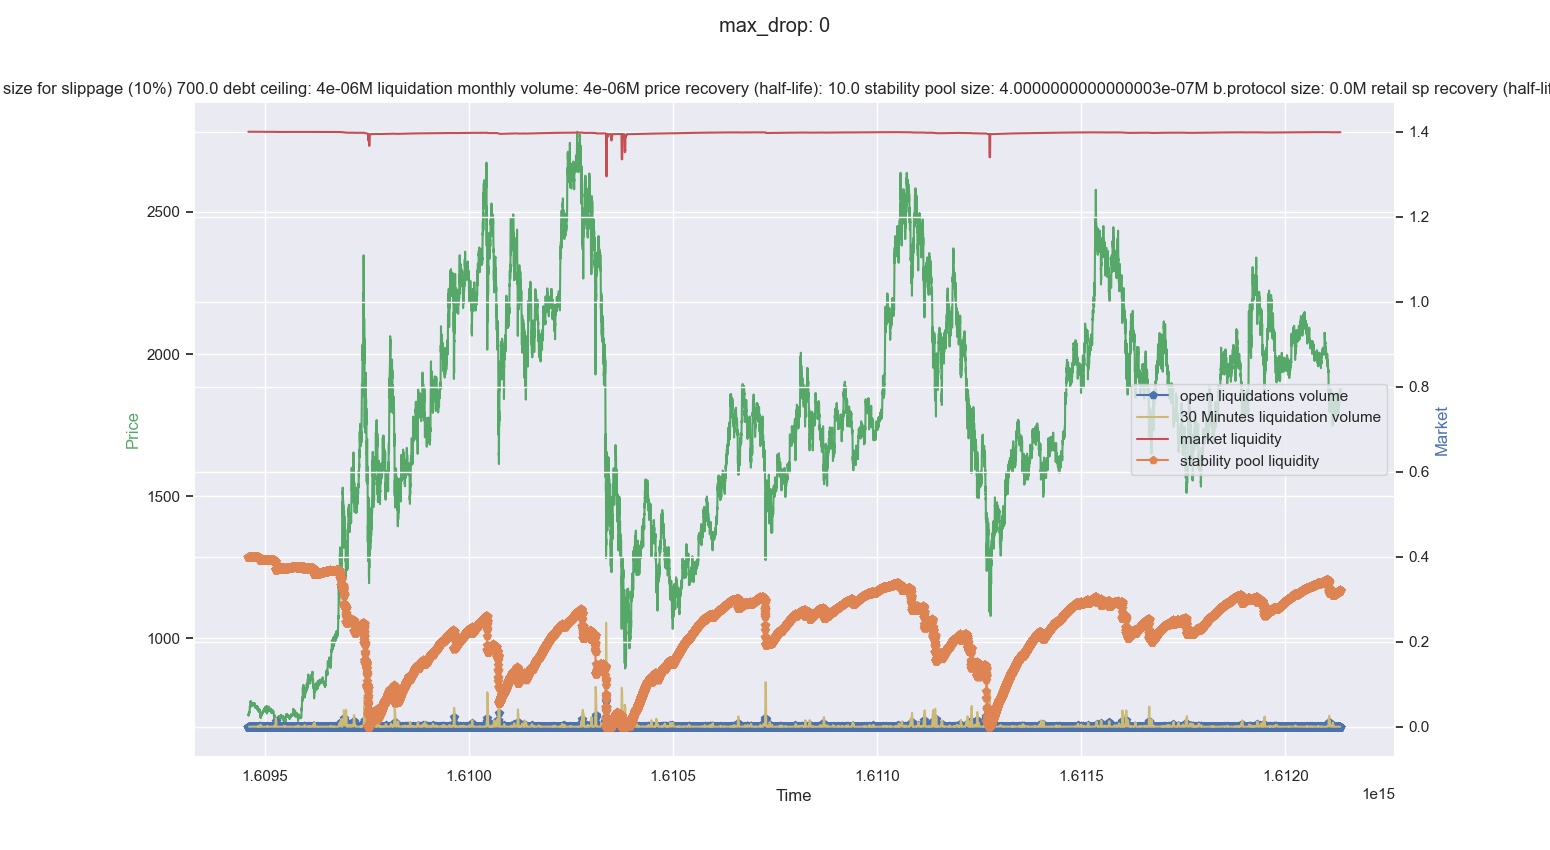 max_drop: 0
size for slippage (10%) 700.0 debt ceiling: 4e-06M liquidation monthly volume: 4e-06M price recovery (half-life): 10.0 stability pool size: 4.0000000000000003e-07M b.protocol size: 0.0M retail sp recovery (half-lif
1.4
2500
1.2
1.0
2000
0.8
open liquidations volume
30 Minutes liquidation volume
market liquidity
stability pool liquidity
Price
Market
0.6
1500
0.4
1000
0.2
0.0
1.6095 1.6100 1.6105 1.6110 1.6115 1.6120
Time
1e15